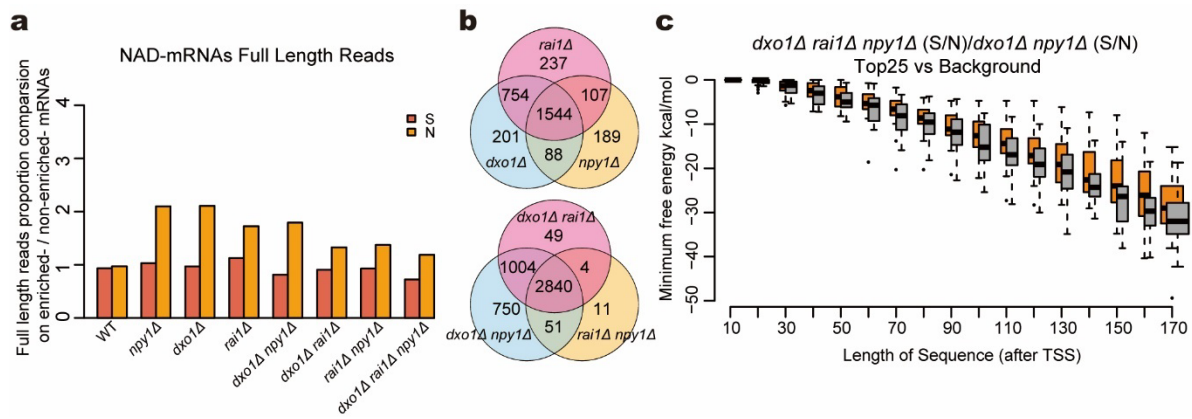 a
NAD-mRNAs Full Length Reads
Full length reads proportion comparsion
on enriched- / non-enriched- mRNAs
4
3
2
1
0
S
N
WT
npy1Δ
dxo1Δ
rai1Δ
dxo1Δ npy1Δ
dxo1Δ rai1Δ
rai1Δ npy1Δ
dxo1Δ rai1Δ npy1Δ
b
rai1Δ
237
754
107
1544
201
189
88
dxo1Δ
npy1Δ
dxo1Δ rai1Δ
49
1004
4
2840
750
11
51
dxo1Δ npy1Δ
rai1Δ npy1Δ
c
dxo1Δ rai1Δ npy1Δ (S/N)/dxo1Δ npy1Δ (S/N)
Top25 vs Background
Minimum free energy kcal/mol
0
−10
−20
−30
−40
−50
10 30 50 70 90 110 130 150 170
Length of Sequence (after TSS)